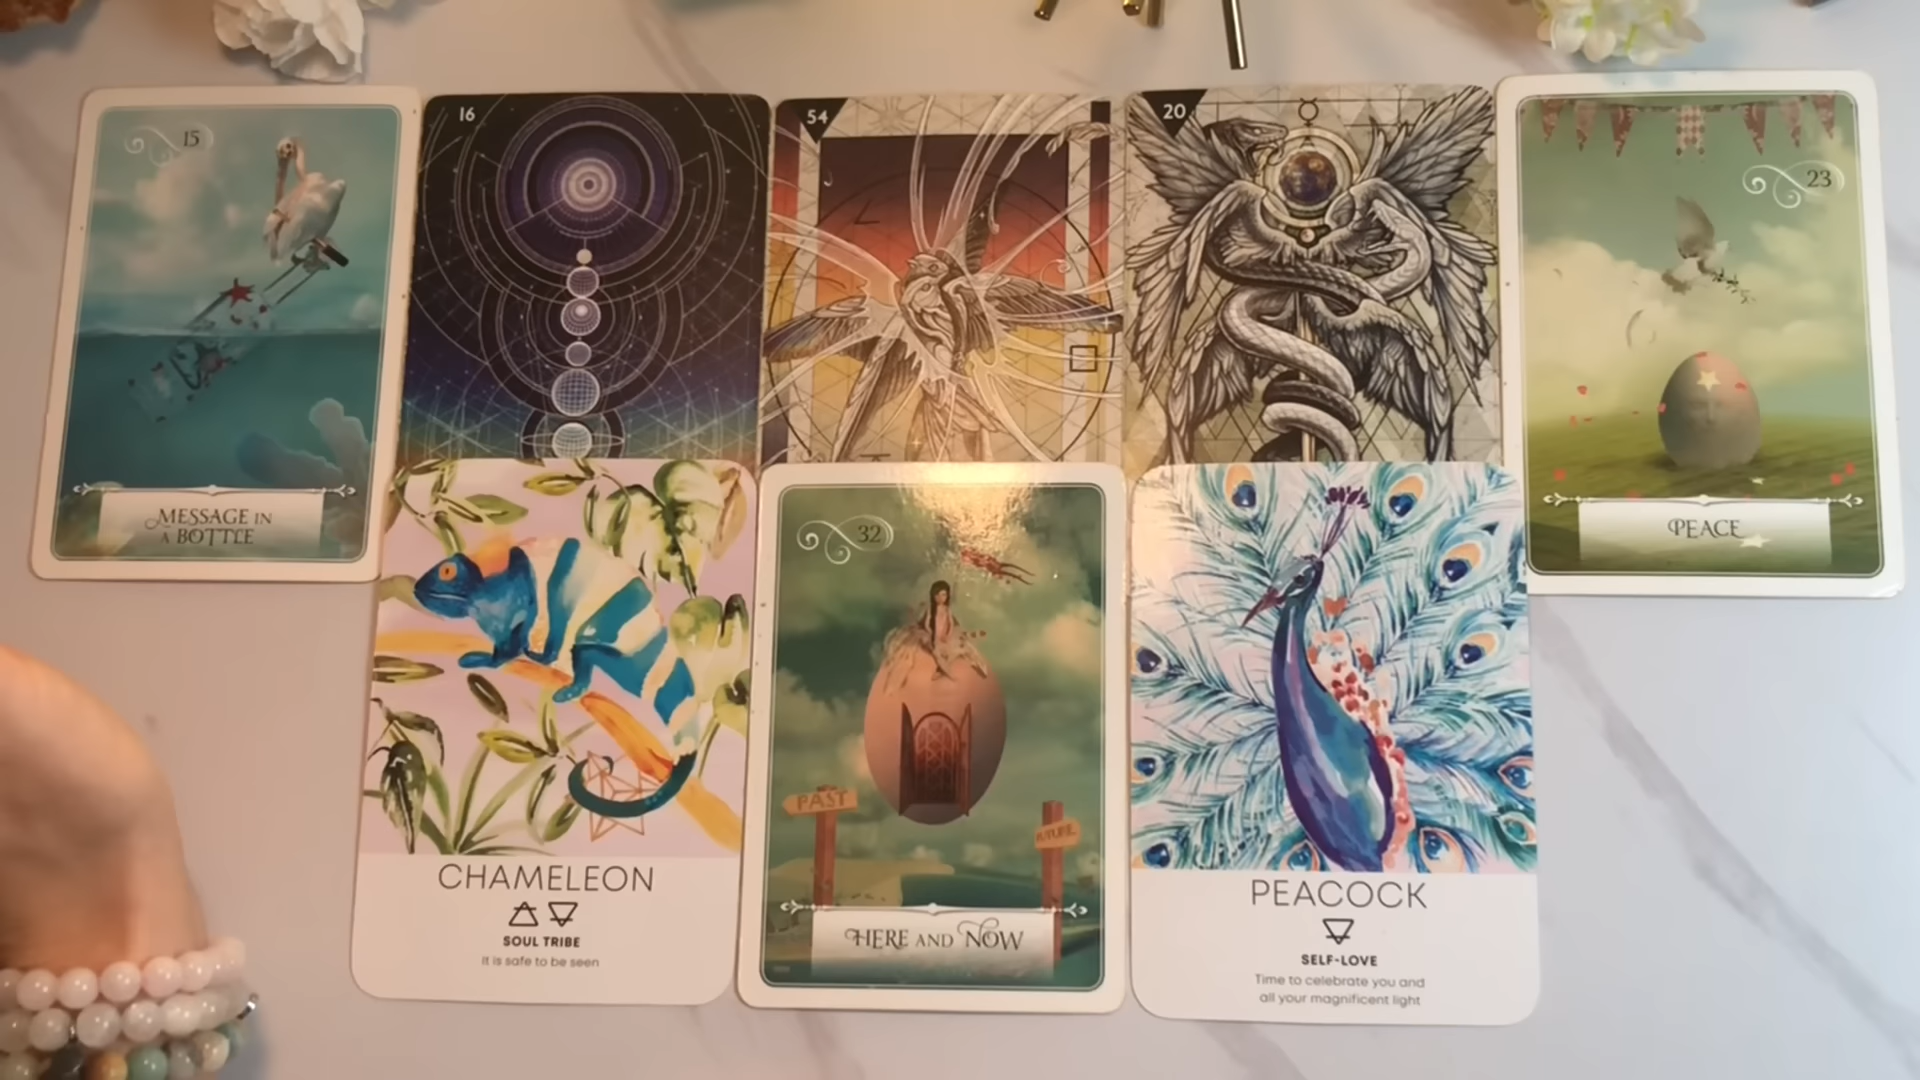 15
16
54
20
23
MESSAGE IN
A BOTTLE
PEACE
32
PAST
FUTURE
CHAMELEON
SOUL TRIBE
It is safe to be seen
HERE AND NOW
PEACOCK
SELF-LOVE
Time to celebrate you and
all your magnificent light